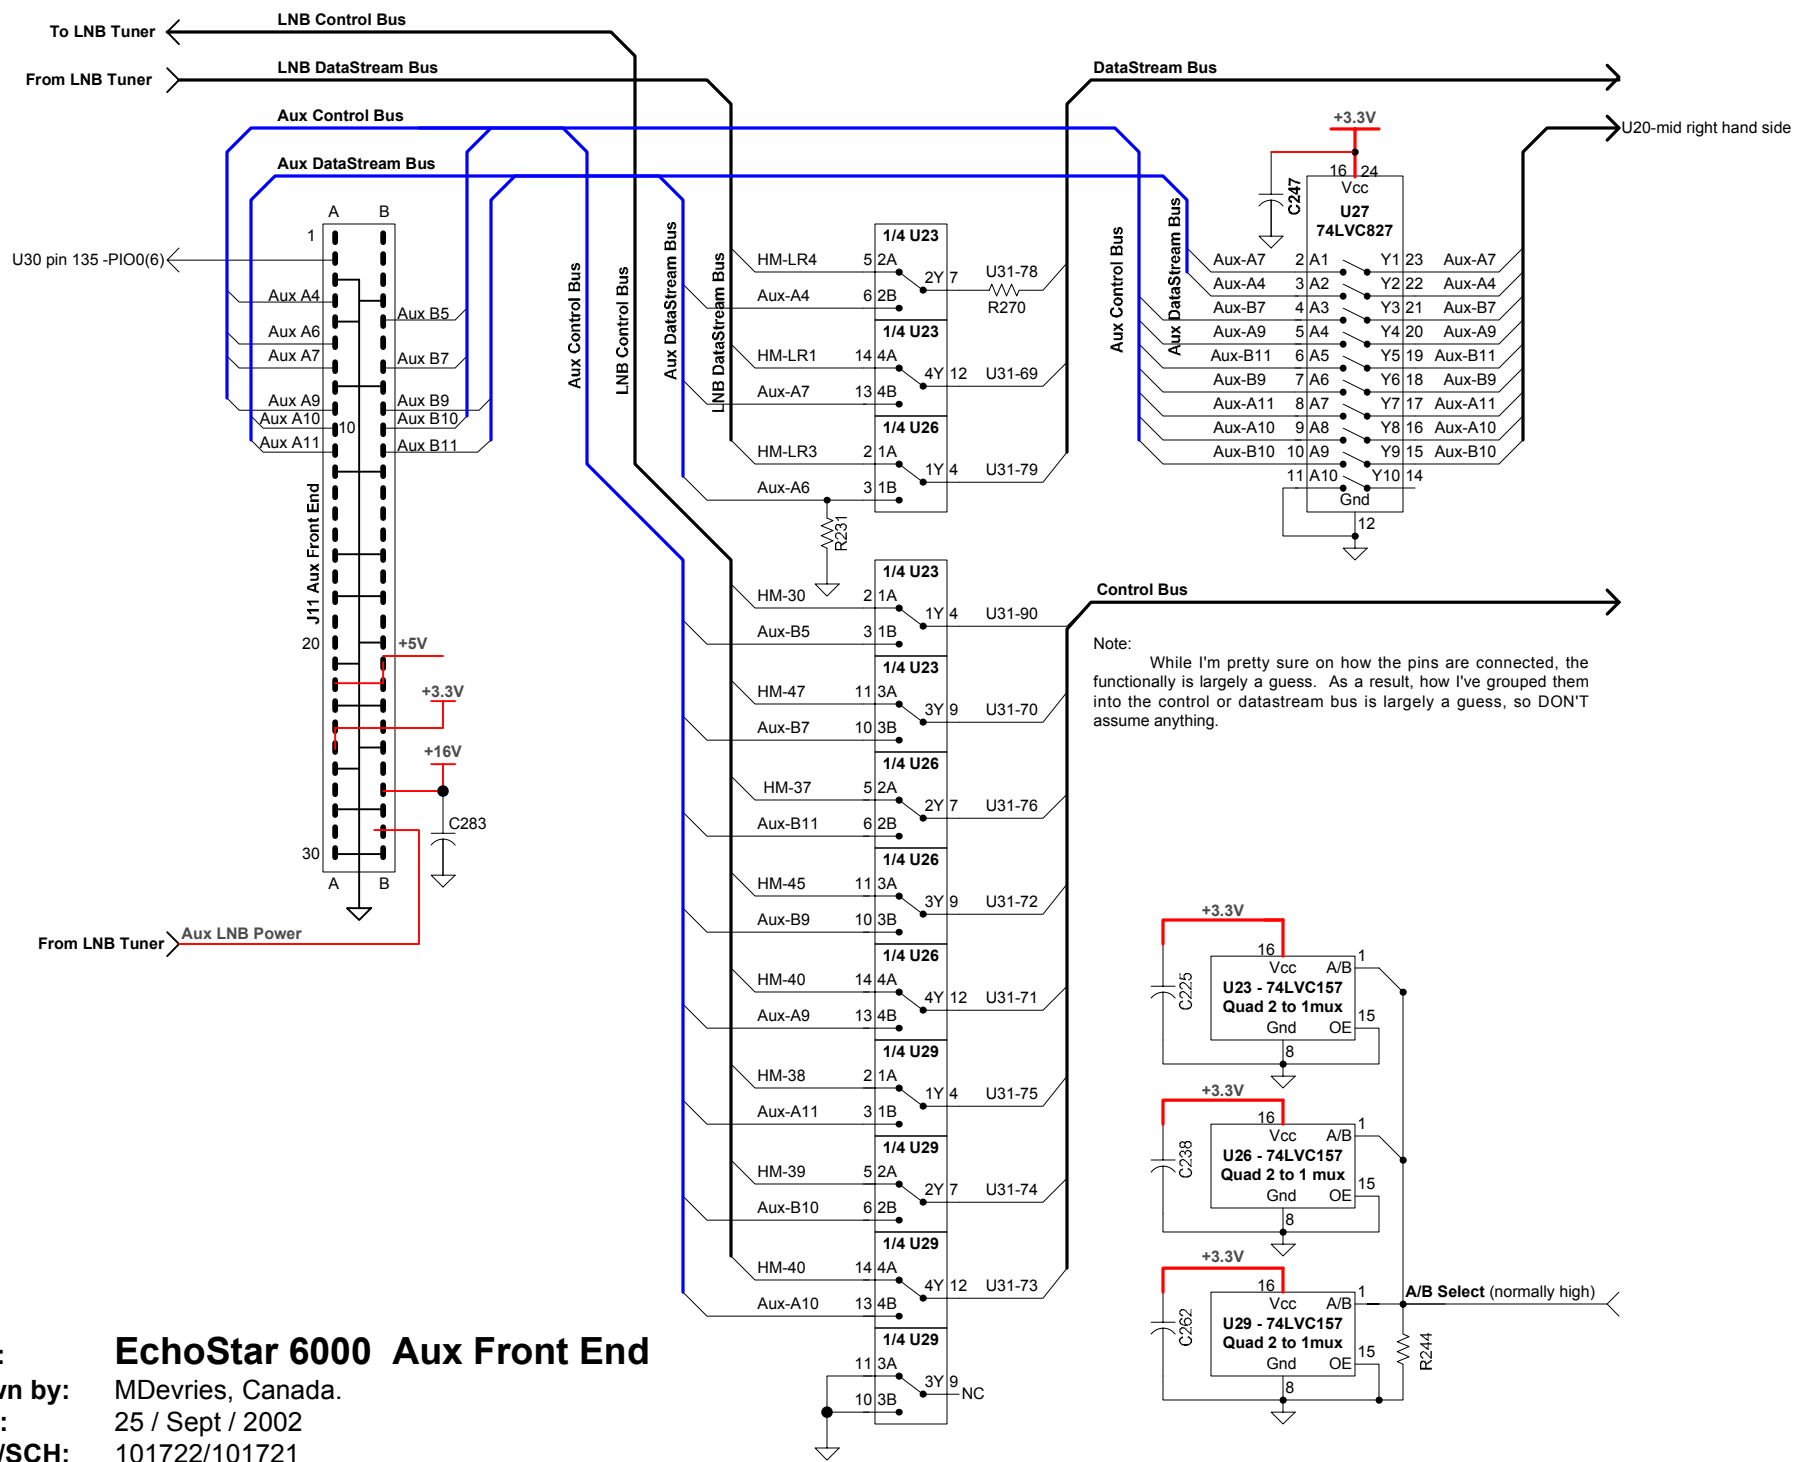 To LNB Tuner
LNB Control Bus
From LNB Tuner
LNB DataStream Bus
DataStream Bus
Aux Control Bus
Aux DataStream Bus
U20-mid right hand side
A B
1
U30 pin 135 -PIO0(6)
Aux A4
Aux B5
Aux A6
Aux A7
Aux B7
Aux A9
Aux B9
Aux A10
10
Aux B10
Aux A11
Aux B11
J11 Aux Front End
20
+5V
+3.3V
+16V
C283
30
A B
From LNB Tuner
Aux LNB Power
Aux Control Bus
LNB Control Bus
Aux DataStream Bus
LNB DataStream Bus
1/4 U23
HM-LR4 5 2A
2Y 7 U31-78
R270
Aux-A4 6 2B
1/4 U23
HM-LR1 14 4A
4Y 12 U31-69
Aux-A7 13 4B
1/4 U26
HM-LR3 2 1A
1Y 4 U31-79
Aux-A6 3 1B
R231
1/4 U23
HM-30 2 1A
1Y 4 U31-90
Aux-B5 3 1B
1/4 U23
HM-47 11 3A
3Y 9 U31-70
Aux-B7 10 3B
1/4 U26
HM-37 5 2A
2Y 7 U31-76
Aux-B11 6 2B
1/4 U26
HM-45 11 3A
3Y 9 U31-72
Aux-B9 10 3B
1/4 U26
HM-40 14 4A
4Y 12 U31-71
Aux-A9 13 4B
1/4 U29
HM-38 2 1A
1Y 4 U31-75
Aux-A11 3 1B
1/4 U29
HM-39 5 2A
2Y 7 U31-74
Aux-B10 6 2B
1/4 U29
HM-40 14 4A
4Y 12 U31-73
Aux-A10 13 4B
1/4 U29
11 3A
3Y 9 NC
10 3B
+3.3V
C247
16 24
Vcc
U27
74LVC827
Aux Control Bus
Aux DataStream Bus
Aux-A7 2 A1 Y1 23 Aux-A7
Aux-A4 3 A2 Y2 22 Aux-A4
Aux-B7 4 A3 Y3 21 Aux-B7
Aux-A9 5 A4 Y4 20 Aux-A9
Aux-B11 6 A5 Y5 19 Aux-B11
Aux-B9 7 A6 Y6 18 Aux-B9
Aux-A11 8 A7 Y7 17 Aux-A11
Aux-A10 9 A8 Y8 16 Aux-A10
Aux-B10 10 A9 Y9 15 Aux-B10
11 A10 Y10 14
Gnd
12
Control Bus
Note:
While I'm pretty sure on how the pins are connected, the
functionally is largely a guess. As a result, how I've grouped them
into the control or datastream bus is largely a guess, so DON'T
assume anything.
+3.3V
16 1
Vcc A/B
C225
U23 - 74LVC157
Quad 2 to 1mux
Gnd OE 15
8
+3.3V
16 1
Vcc A/B
C238
U26 - 74LVC157
Quad 2 to 1 mux
Gnd OE 15
8
+3.3V
16 1
Vcc A/B
A/B Select (normally high)
C262
U29 - 74LVC157
Quad 2 to 1mux
Gnd OE 15
R244
8
: EchoStar 6000 Aux Front End
n by: MDevries, Canada.
: 25 / Sept / 2002
/SCH: 101722/101721